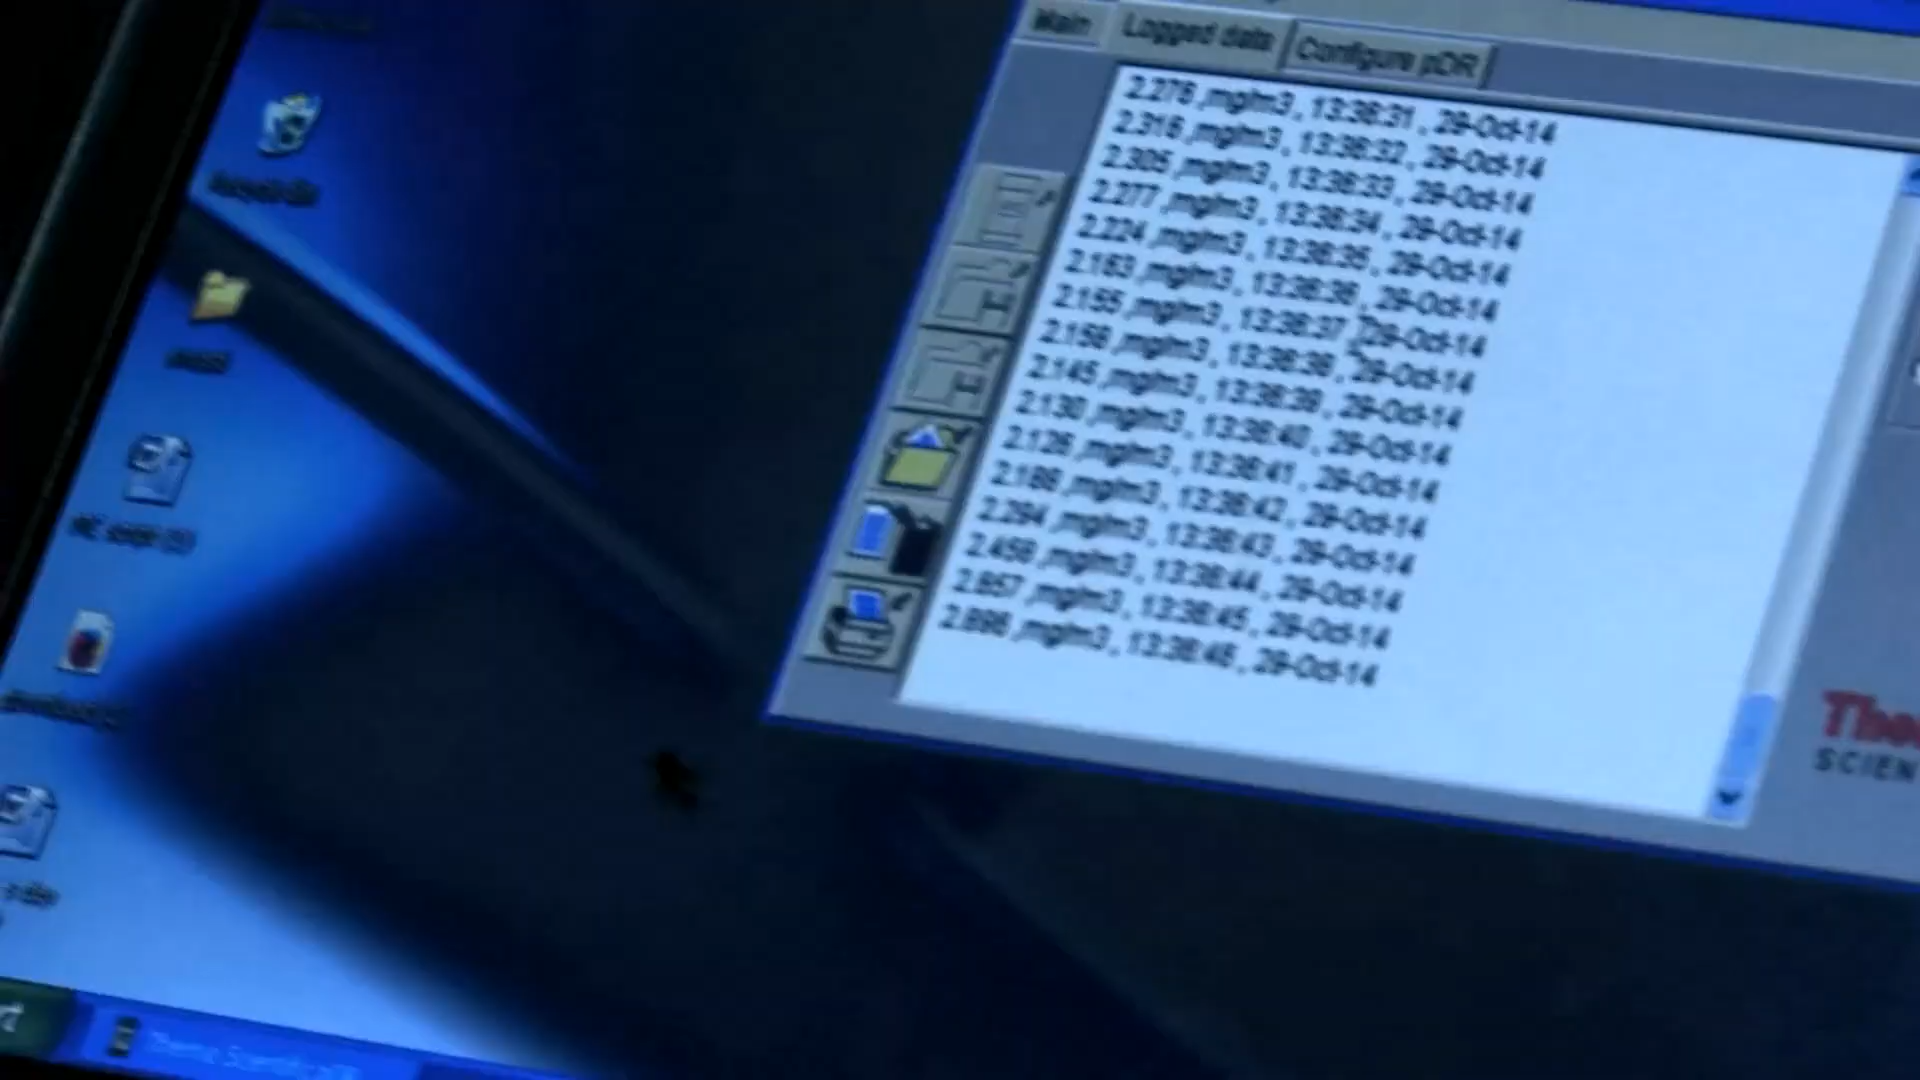 Main
Logged data
Configure pDR
2.276 ,mg/m3 , 13:38:31 , 29-Oct-14
2.316 ,mg/m3 , 13:38:32 , 29-Oct-14
2.305 ,mg/m3 , 13:38:33 , 29-Oct-14
2.277 ,mg/m3 , 13:38:34 , 29-Oct-14
2.224 ,mg/m3 , 13:38:35 , 29-Oct-14
2.163 ,mg/m3 , 13:38:36 , 29-Oct-14
2.155 ,mg/m3 , 13:38:37 , 29-Oct-14
2.158 ,mg/m3 , 13:38:38 , 29-Oct-14
2.145 ,mg/m3 , 13:38:39 , 29-Oct-14
2.130 ,mg/m3 , 13:38:40 , 29-Oct-14
2.126 ,mg/m3 , 13:38:41 , 29-Oct-14
2.188 ,mg/m3 , 13:38:42 , 29-Oct-14
2.294 ,mg/m3 , 13:38:43 , 29-Oct-14
2.458 ,mg/m3 , 13:38:44 , 29-Oct-14
2.657 ,mg/m3 , 13:38:45 , 29-Oct-14
2.898 ,mg/m3 , 13:38:46 , 29-Oct-14